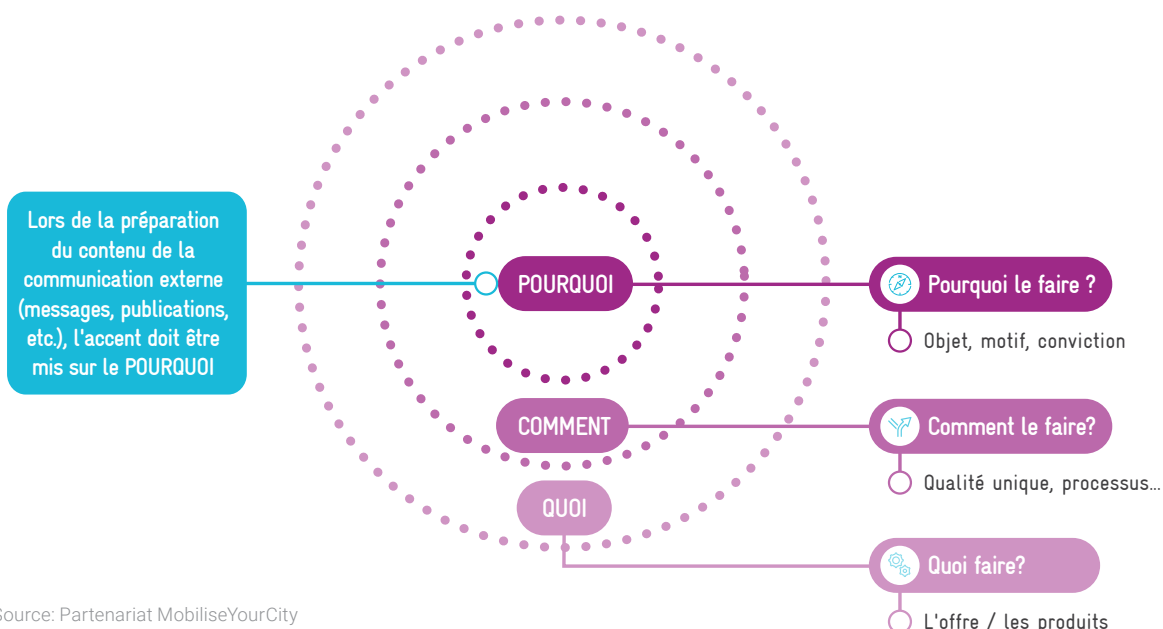 Lors de la préparation
du contenu de la
communication externe
(messages, publications,
etc.), l'accent doit être
mis sur le POURQUOI
POURQUOI
Pourquoi le faire ?
Objet, motif, conviction
COMMENT
Comment le faire?
Qualité unique, processus...
QUOI
Quoi faire?
L'offre / les produits
Source: Partenariat MobiliseYourCity